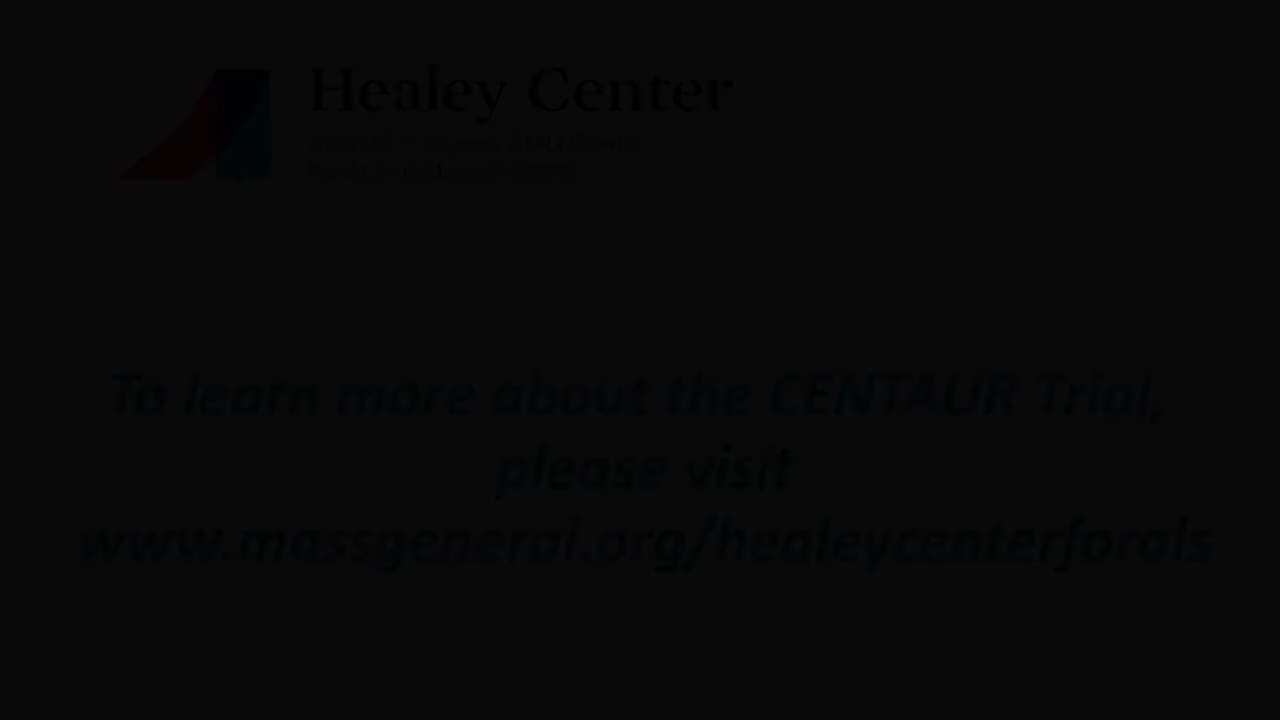 Healey Center
To learn more about the CENTAUR Trial,
please visit
www.massgeneral.org/healeycenterforals